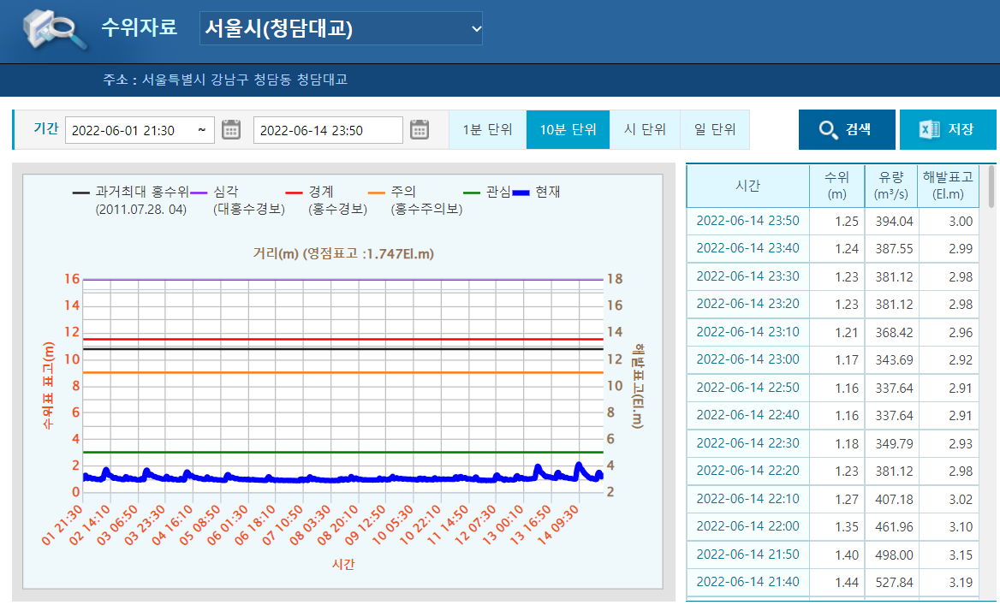 수위자료 서울시(청담대교)
주소 : 서울특별시 강남구 청담동 청담대교
기간 2022-06-01 21:30 ~ 2022-06-14 23:50 1분 단위 10분 단위 시 단위 일 단위 검색 저장
과거최대 홍수위 심각 경계 주의 관심 현재
(2011.07.28. 04) (대홍수경보) (홍수경보) (홍수주의보)
거리(m) (영점표고 :1.747El.m)
16 18
14 16
12 14
10 12
8 10
6 8
4 6
2 4
0 2
수위표 표고(m)
해발표고(El.m)
01 21:30 02 14:10 03 06:50 03 23:30 04 16:10 05 08:50 06 01:30 06 18:10 07 10:50 08 03:30 08 20:10 09 12:50 10 05:30 10 22:10 11 14:50 12 07:30 13 00:10 13 16:50 14 09:30
시간
시간 수위 유량 해발표고
(m) (m³/s) (El.m)
2022-06-14 23:50 1.25 394.04 3.00
2022-06-14 23:40 1.24 387.55 2.99
2022-06-14 23:30 1.23 381.12 2.98
2022-06-14 23:20 1.23 381.12 2.98
2022-06-14 23:10 1.21 368.42 2.96
2022-06-14 23:00 1.17 343.69 2.92
2022-06-14 22:50 1.16 337.64 2.91
2022-06-14 22:40 1.16 337.64 2.91
2022-06-14 22:30 1.18 349.79 2.93
2022-06-14 22:20 1.23 381.12 2.98
2022-06-14 22:10 1.27 407.18 3.02
2022-06-14 22:00 1.35 461.96 3.10
2022-06-14 21:50 1.40 498.00 3.15
2022-06-14 21:40 1.44 527.84 3.19